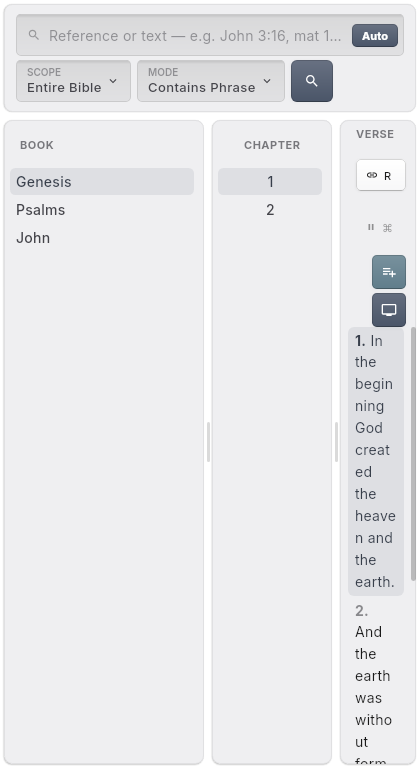 Reference or text — e.g. John 3:16, mat 1...
Auto
SCOPE
Entire Bible
MODE
Contains Phrase
BOOK
Genesis
Psalms
John
CHAPTER
1
2
VERSE
R
⌘
1. In
the
begin
ning
God
creat
ed
the
heave
n and
the
earth.
2.
And
the
earth
was
witho
ut
form